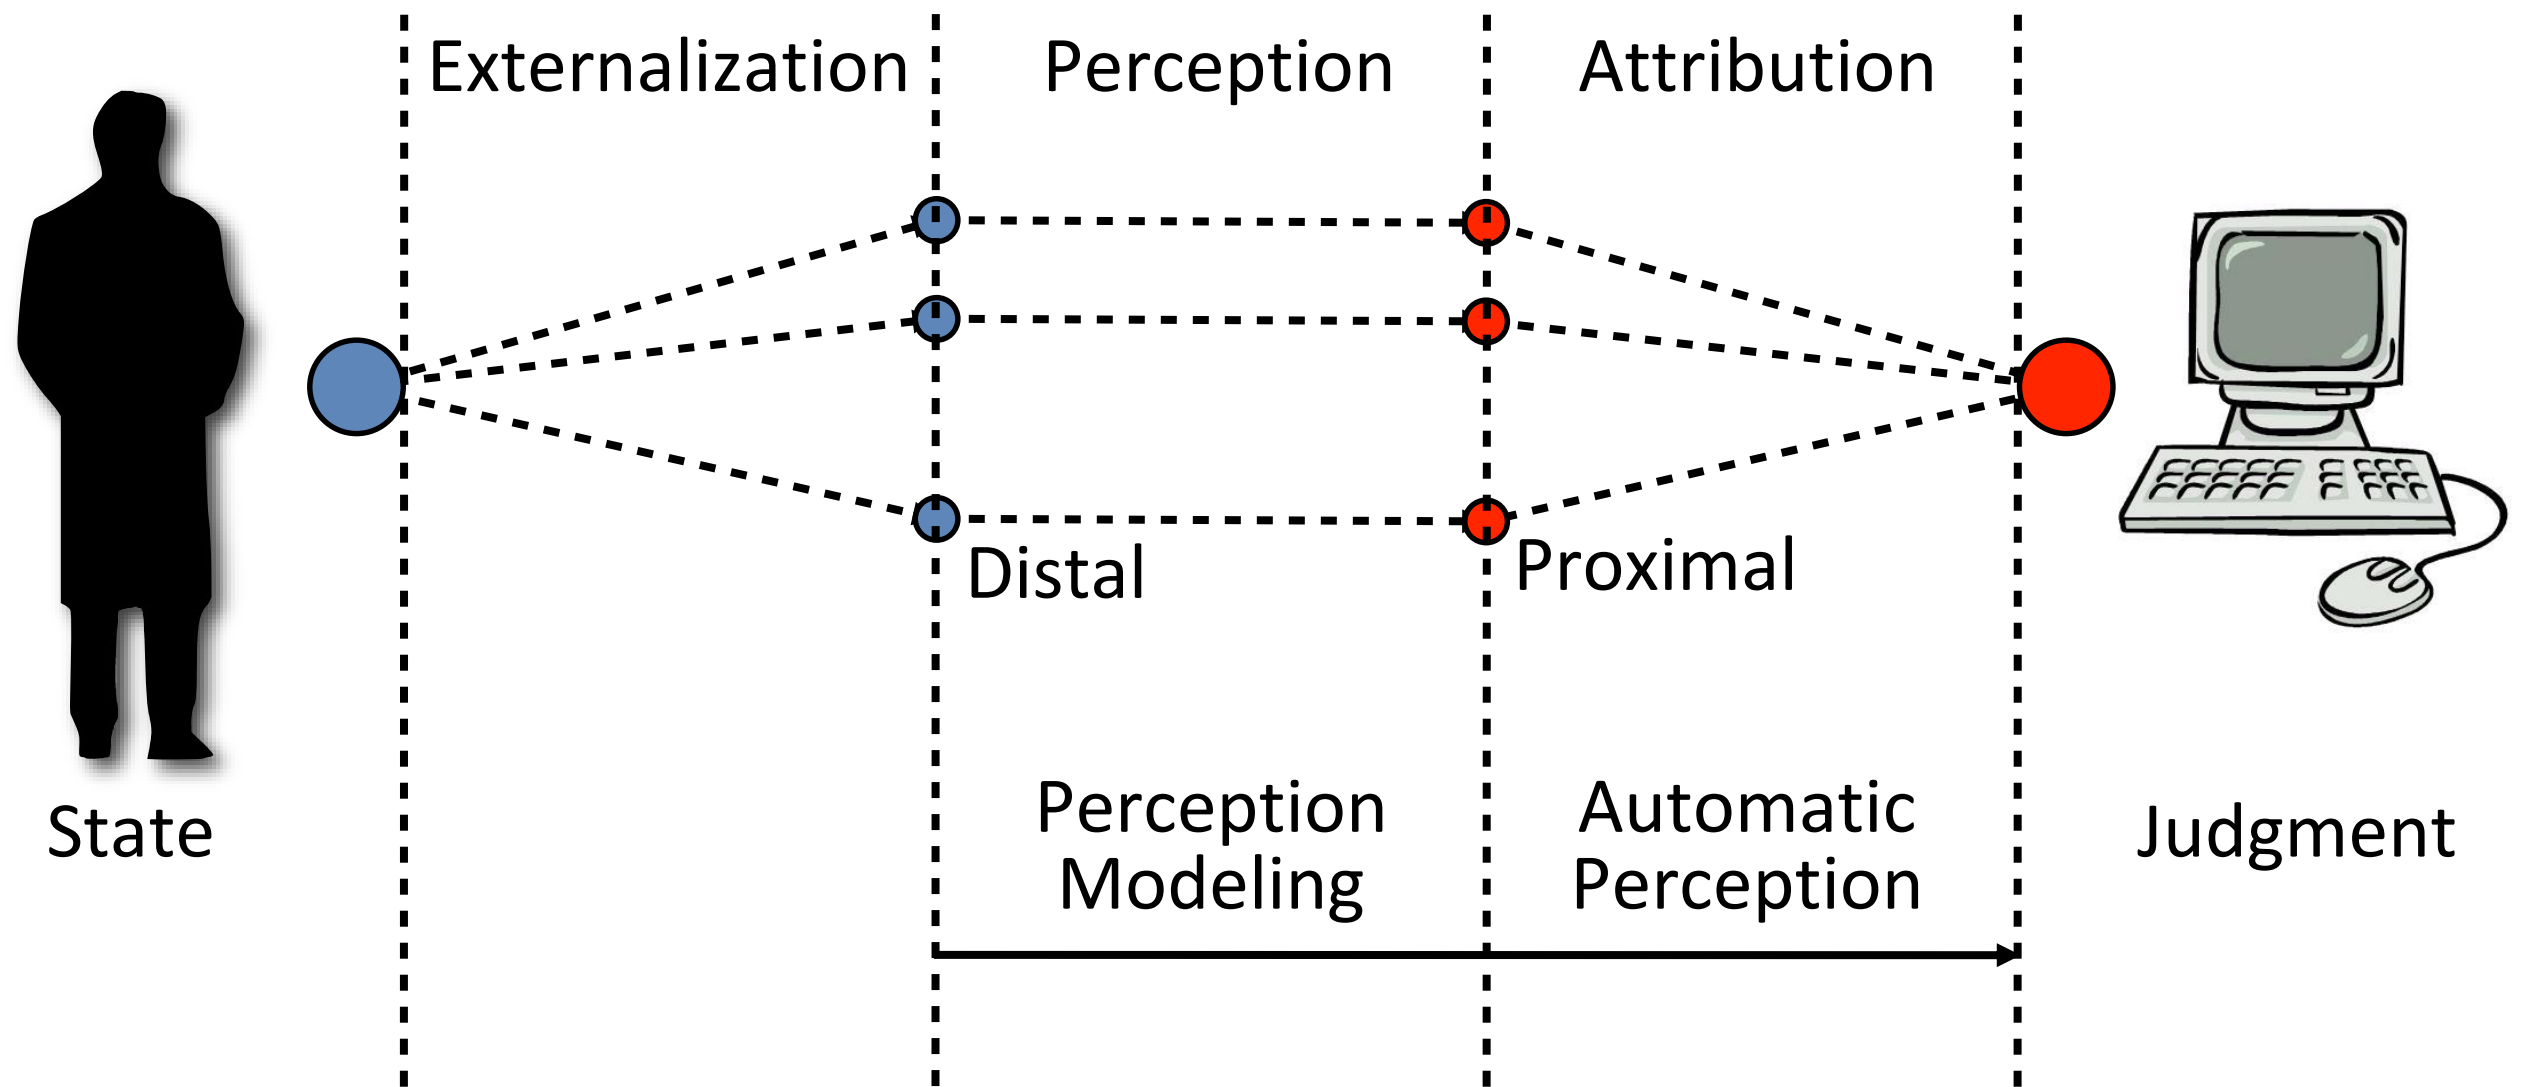 Externalization
Perception
Attribution
Distal
Proximal
State
Perception
Modeling
Automatic
Perception
Judgment